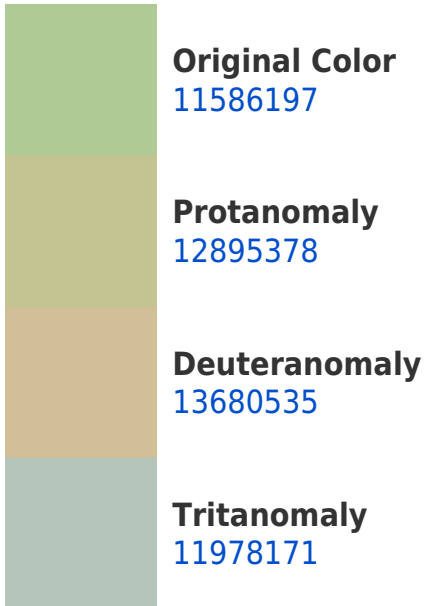 Original Color
11586197
Protanomaly
12895378
Deuteranomaly
13680535
Tritanomaly
11978171